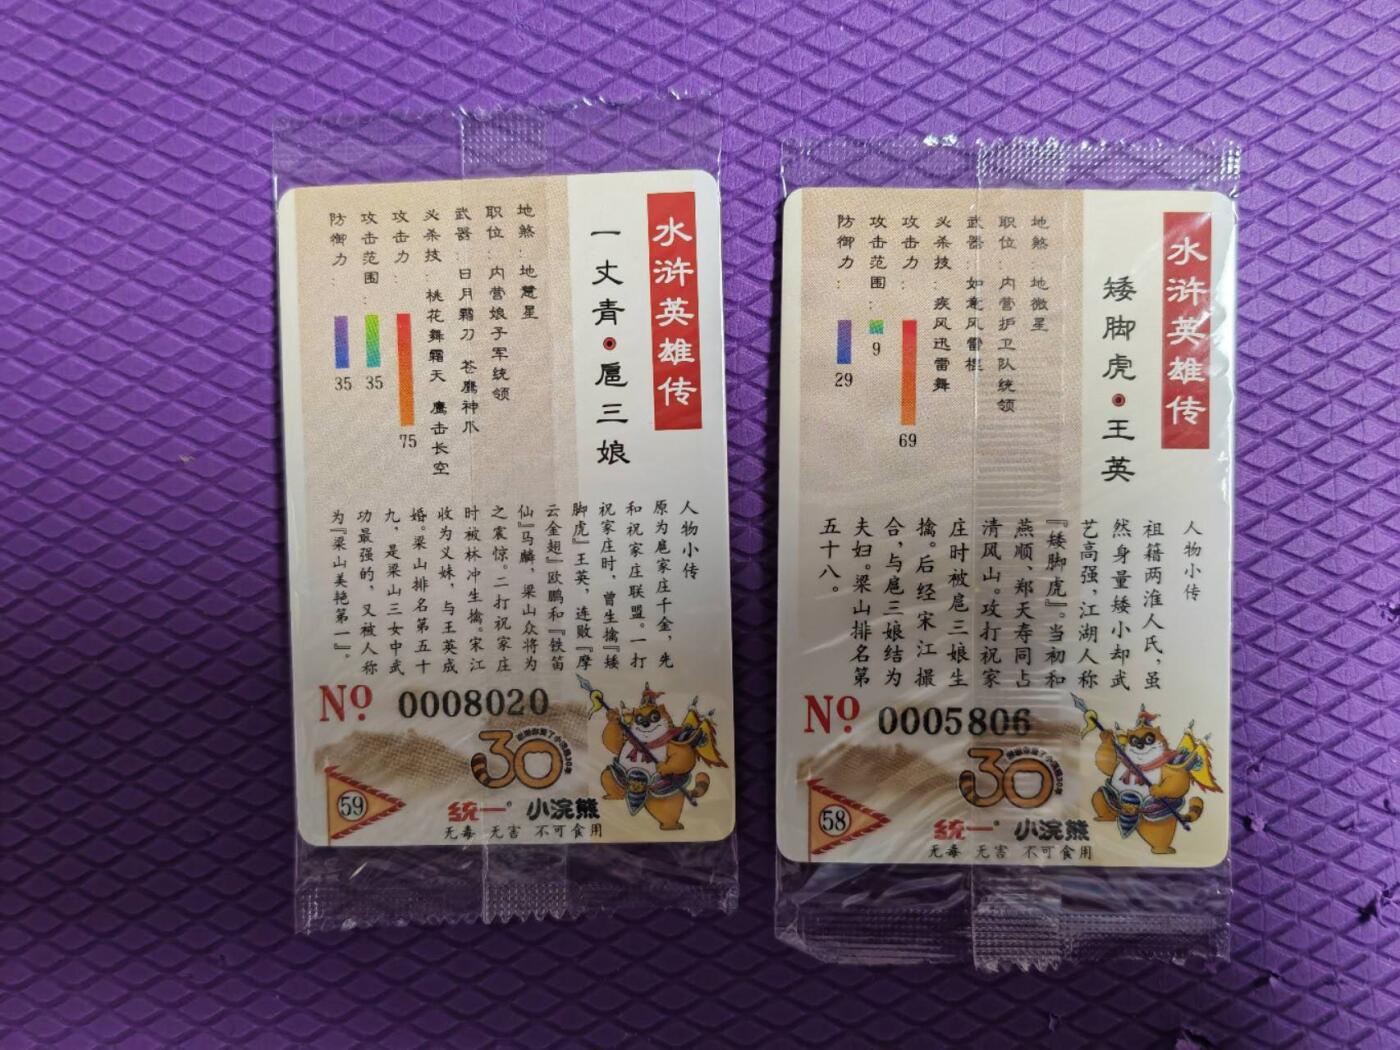 水浒英雄传
一丈青·扈三娘
地煞：地慧星
职位：内营娘子军统领
武器：日月霜刀 苍鹰神爪
必杀技：桃花舞霜天 鹰击长空
攻击力：
75
攻击范围：
35
防御力：
35
人物小传
原为扈家庄千金，先
和祝家庄联盟。一打
祝家庄时，曾生擒『矮
脚虎』王英，连败『摩
云金翅』欧鹏和『铁笛
仙』马麟，梁山众将为
之震惊。二打祝家庄
时被林冲生擒。宋江
收为义妹，与王英成
婚。梁山排名第五十
九，是梁山三女中武
功最强的，又被人称
为『梁山美艳第一』。
No. 0008020
30
59
统一 小浣熊
无毒 无害 不可食用
水浒英雄传
矮脚虎·王英
地煞：地微星
职位：内营护卫队统领
武器：如意风雷棍
必杀技：疾风迅雷舞
攻击力：
69
攻击范围：
9
防御力：
29
人物小传
祖籍两淮人氏，虽
然身量矮小却武
艺高强，江湖人称
『矮脚虎』。当初和
燕顺、郑天寿同占
清风山。攻打祝家
庄时被扈三娘生
擒。后经宋江撮
合，与扈三娘结为
夫妇。梁山排名第
五十八。
No. 0005806
30
58
统一 小浣熊
无毒 无害 不可食用